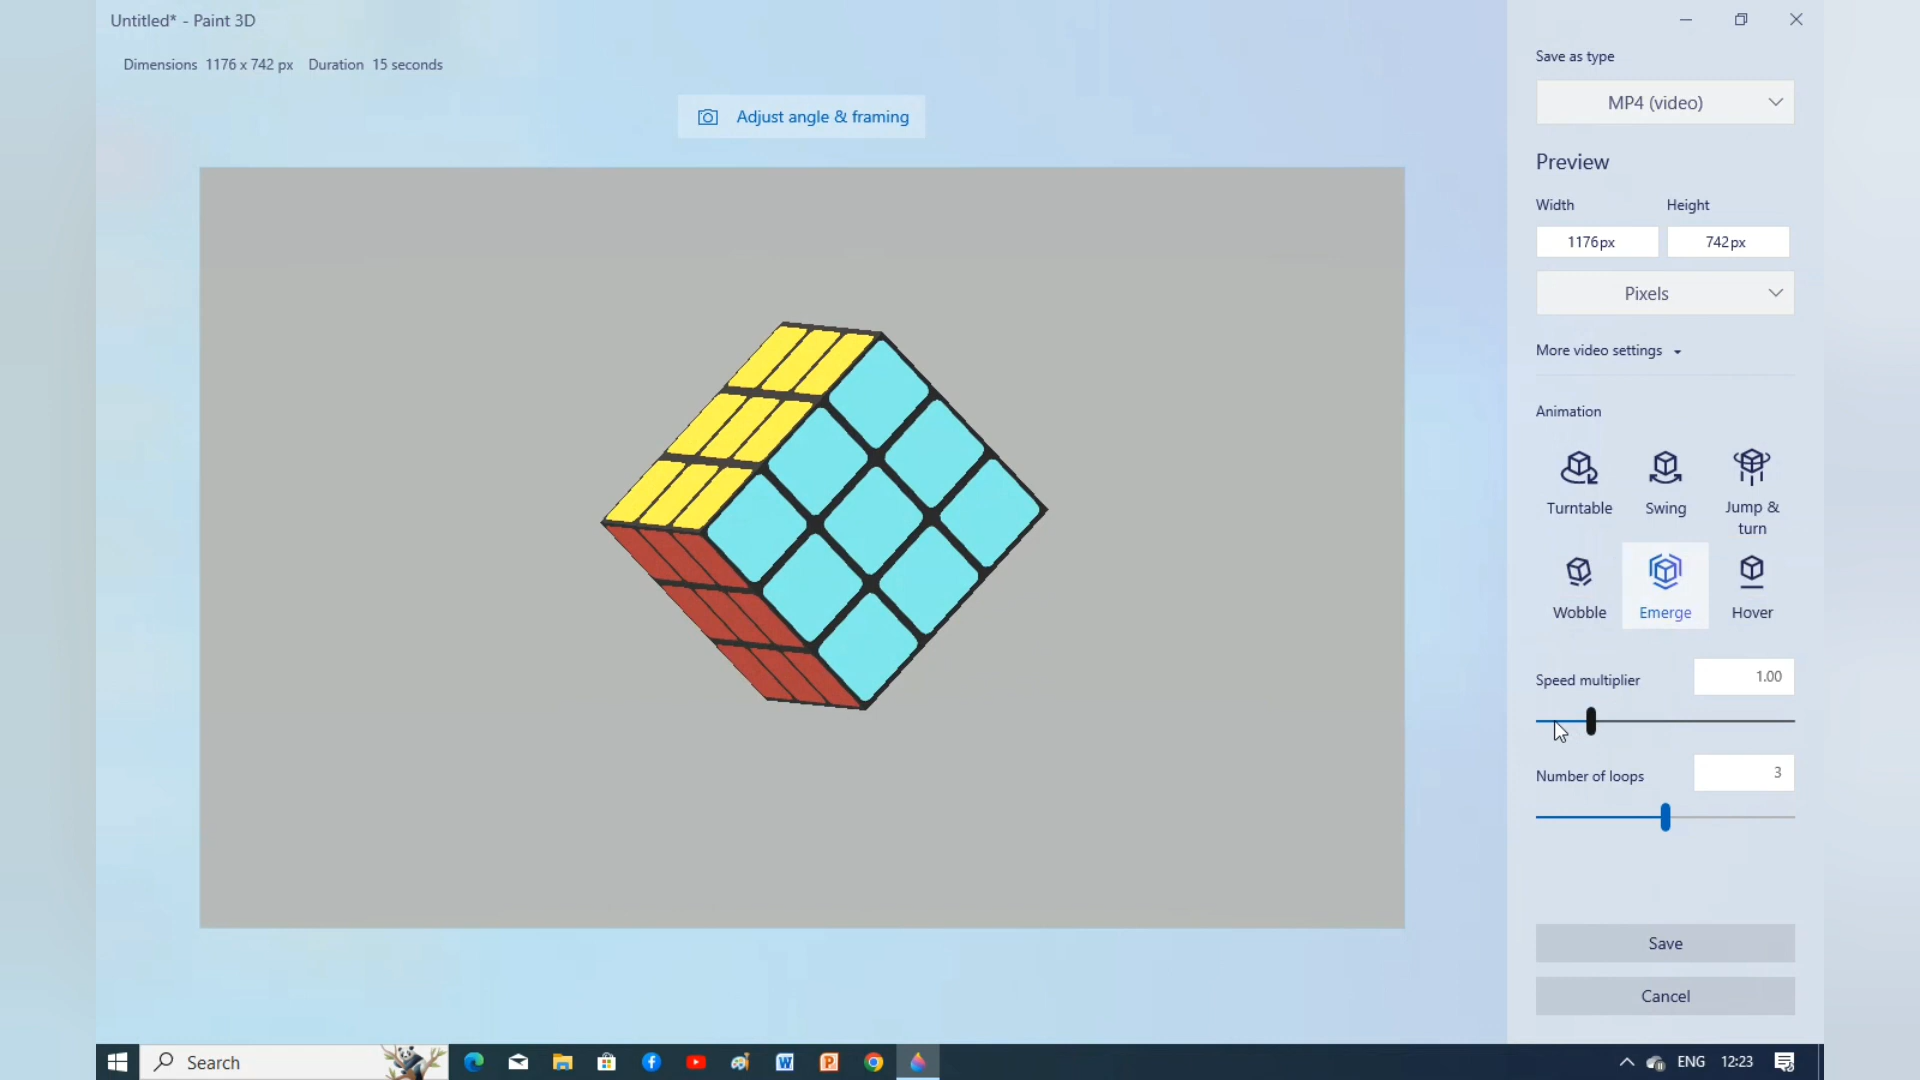 Untitled* - Paint 3D
Dimensions 1176 x 742 px Duration 15 seconds
Adjust angle & framing
Save as type
MP4 (video)
Preview
Width Height
1176px 742px
Pixels
More video settings
Animation
Turntable Swing Jump &
turn
Wobble Emerge Hover
Speed multiplier 1.00
Number of loops 3
Save
Cancel
Search
ENG 12:23